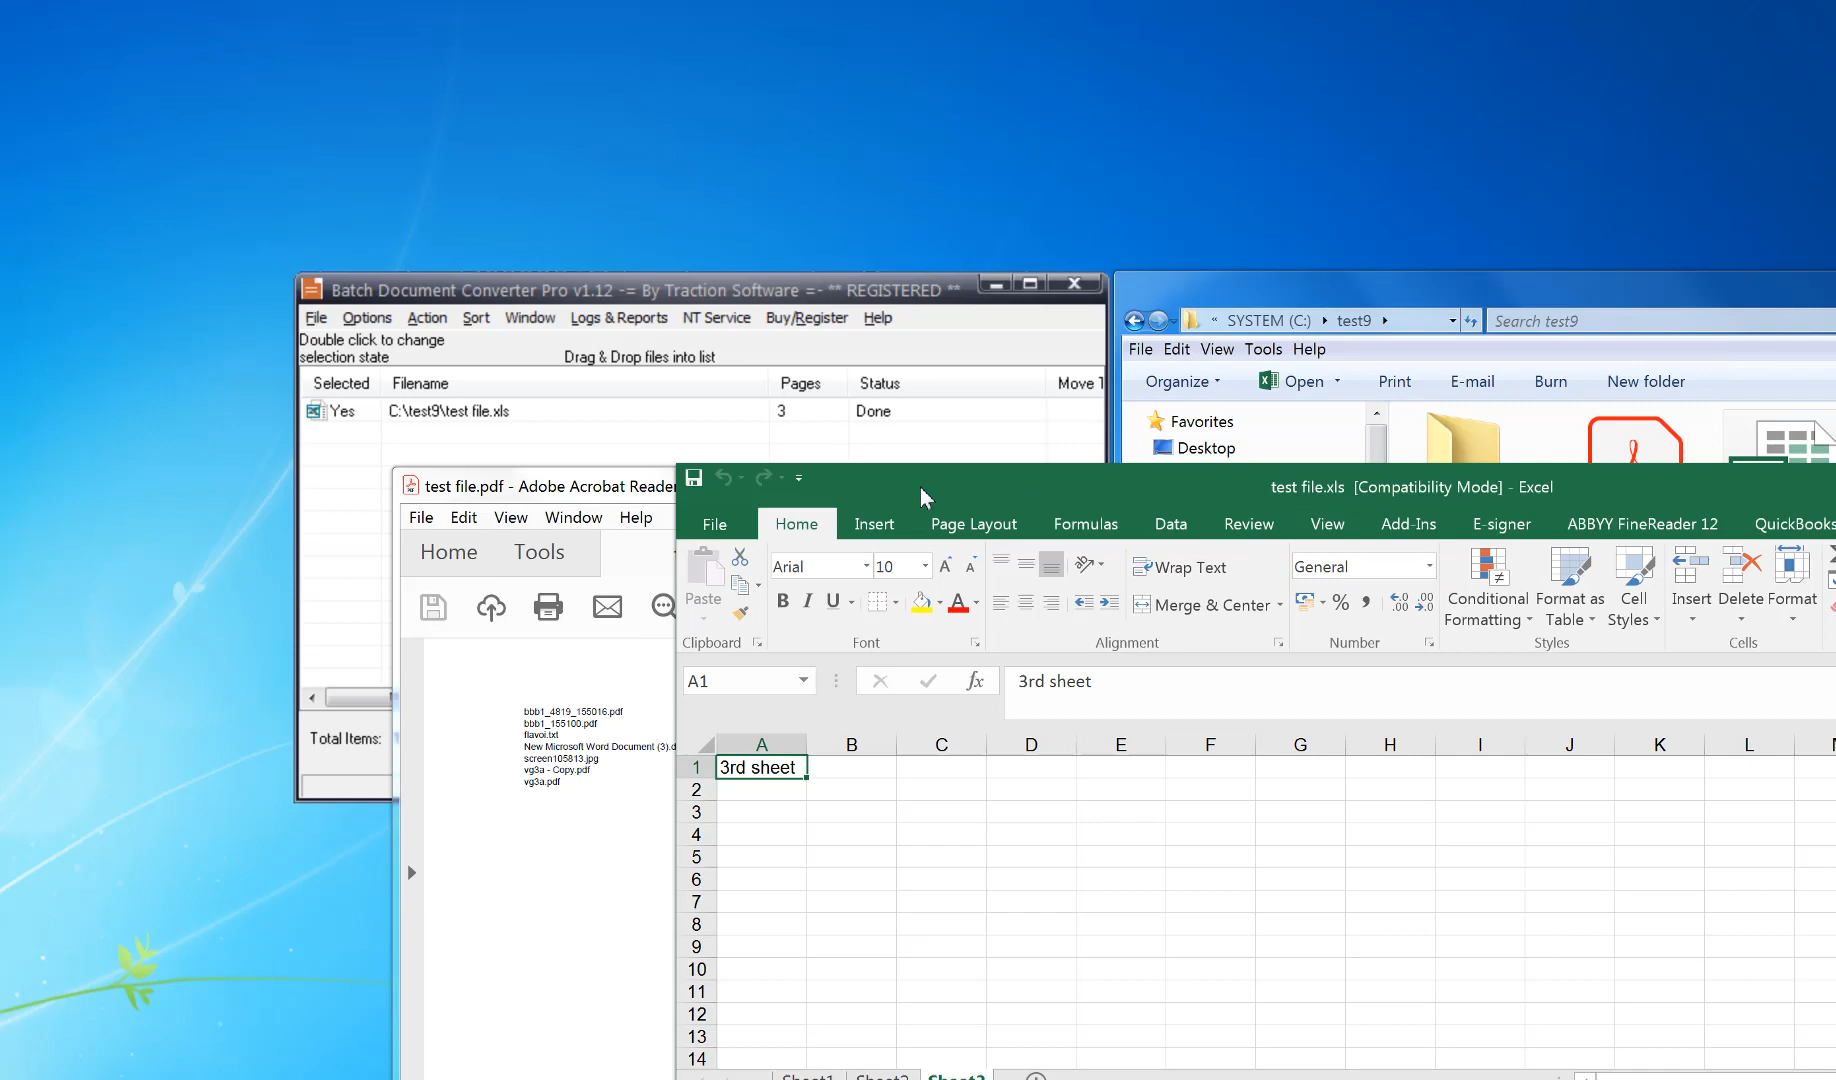 Batch Document Converter Pro v1.12 -= By Traction Software =- ** REGISTERED **
File Options Action Sort Window Logs & Reports NT Service Buy/Register Help
Double click to change
selection state
Drag & Drop files into list
Selected Filename Pages Status Move T
Yes C:\test9\test file.xls 3 Done
Total Items:
« SYSTEM (C:) test9
Search test9
File Edit View Tools Help
Organize Open Print E-mail Burn New folder
Favorites
Desktop
test file.pdf - Adobe Acrobat Reader
File Edit View Window Help
Home Tools
bbb1_4819_155016.pdf
bbb1_155100.pdf
flavoi.txt
New Microsoft Word Document (3).d
screen105813.jpg
vg3a - Copy.pdf
vg3a.pdf
test file.xls [Compatibility Mode] - Excel
File Home Insert Page Layout Formulas Data Review View Add-Ins E-signer ABBYY FineReader 12 QuickBooks
Paste
Clipboard
Arial 10
B I U A
Font
Wrap Text
Merge & Center
Alignment
General
% ,
Number
Conditional
Formatting
Format as
Table
Cell
Styles
Styles
Insert Delete Format
Cells
A1 fx 3rd sheet
A B C D E F G H I J K L
1 3rd sheet
2
3
4
5
6
7
8
9
10
11
12
13
14
Sheet1 Sheet2 Sheet3